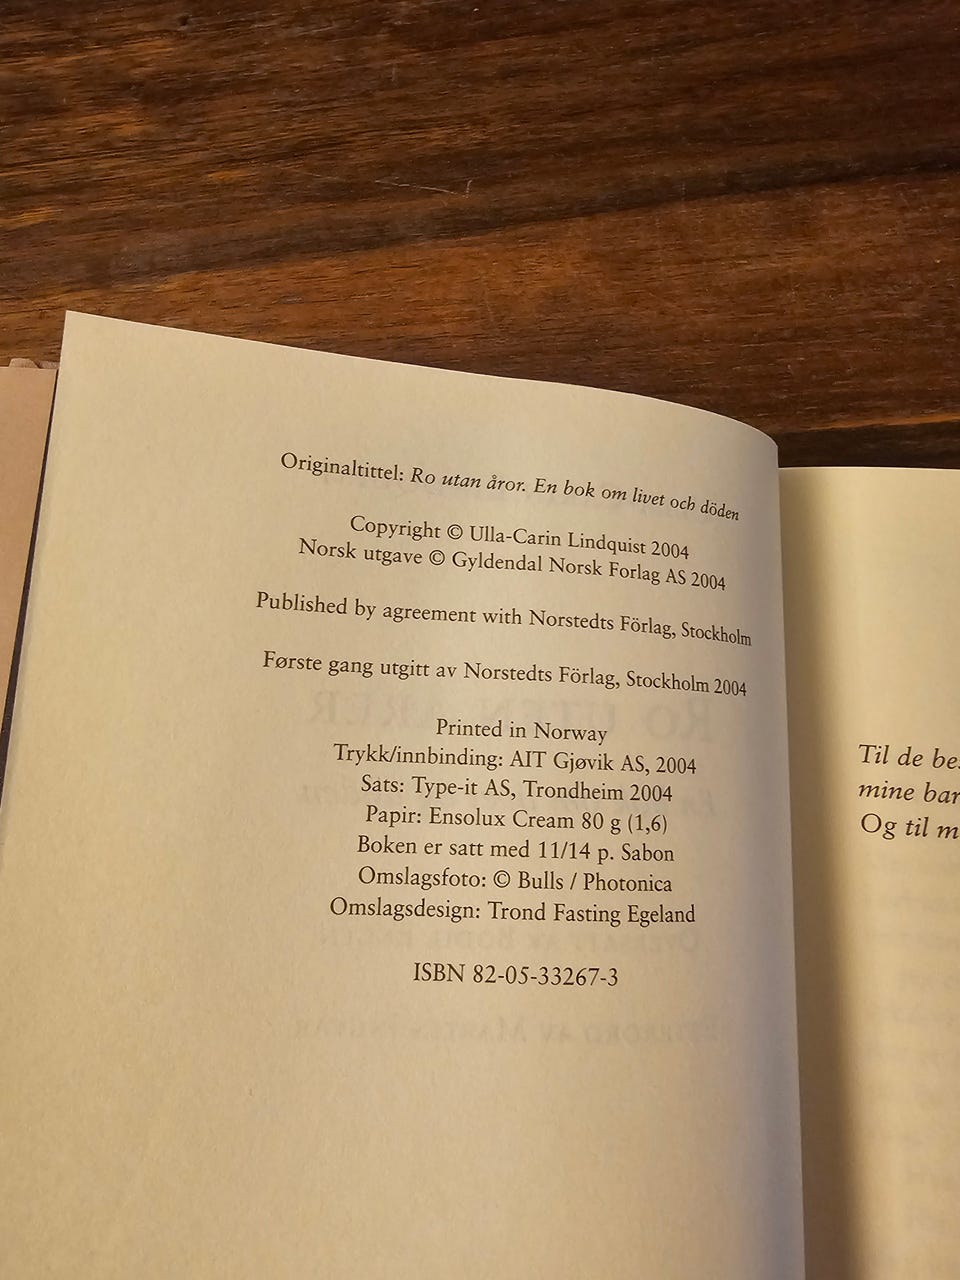 Originaltittel: Ro utan åror. En bok om livet och döden
Copyright © Ulla-Carin Lindquist 2004
Norsk utgave © Gyldendal Norsk Forlag AS 2004
Published by agreement with Norstedts Förlag, Stockholm
Første gang utgitt av Norstedts Förlag, Stockholm 2004
Printed in Norway
Trykk/innbinding: AIT Gjøvik AS, 2004
Sats: Type-it AS, Trondheim 2004
Papir: Ensolux Cream 80 g (1,6)
Boken er satt med 11/14 p. Sabon
Omslagsfoto: © Bulls / Photonica
Omslagsdesign: Trond Fasting Egeland
ISBN 82-05-33267-3
Til de
mine
Og til